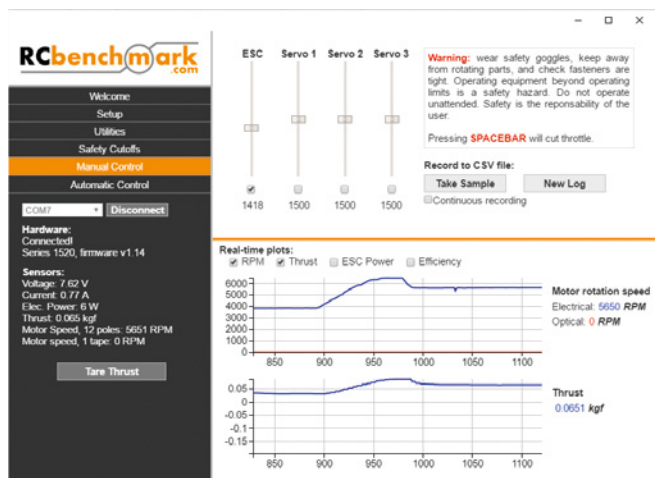 RCbenchmark
.com
Welcome
Setup
Utilities
Safety Cutoffs
Manual Control
Automatic Control
COM7
Disconnect
Hardware:
Connected!
Series 1520, firmware v1.14
Sensors:
Voltage: 7.62 V
Current: 0.77 A
Elec. Power: 6 W
Thrust: 0.065 kgf
Motor Speed, 12 poles: 5651 RPM
Motor speed, 1 tape: 0 RPM
Tare Thrust
ESC Servo 1 Servo 2 Servo 3
1418 1500 1500 1500
Warning: wear safety goggles, keep away
from rotating parts, and check fasteners are
tight. Operating equipment beyond operating
limits is a safety hazard. Do not operate
unattended. Safety is the reponsability of the
user.
Pressing SPACEBAR will cut throttle.
Record to CSV file:
Take Sample New Log
Continuous recording
Real-time plots:
RPM Thrust ESC Power Efficiency
6000
5000
4000
3000
2000
1000
0
850 900 950 1000 1050 1100
Motor rotation speed
Electrical: 5650 RPM
Optical: 0 RPM
0.05
0
-0.05
-0.1
-0.15
850 900 950 1000 1050 1100
Thrust
0.0651 kgf